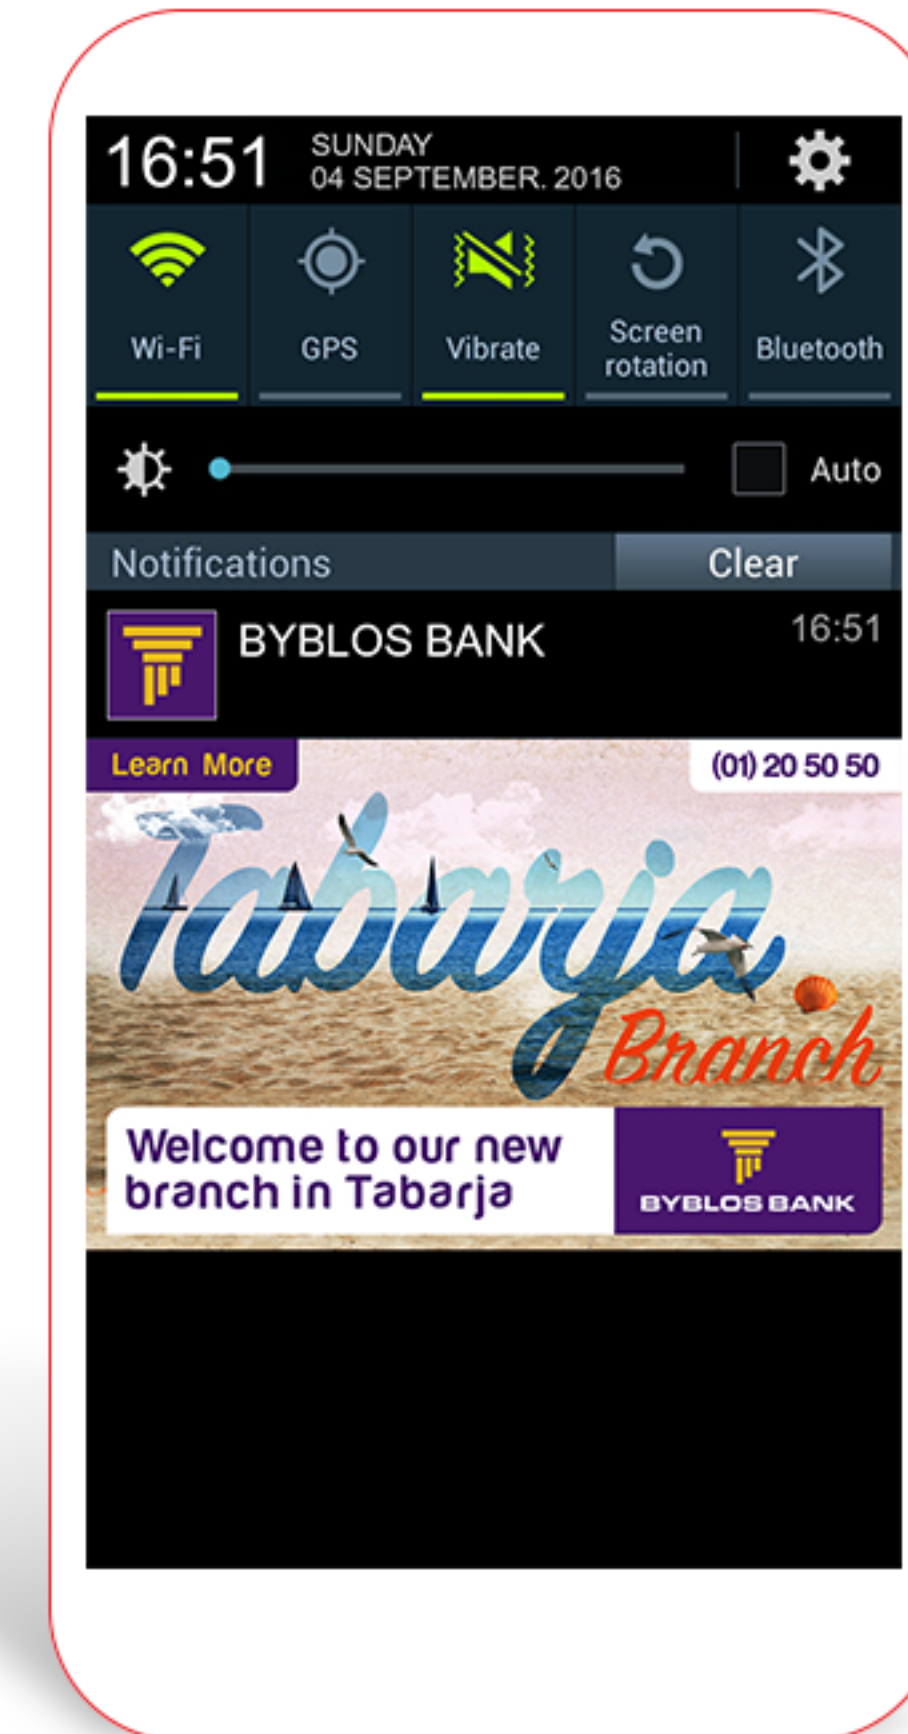 16:51
SUNDAY
04 SEPTEMBER. 2016
Wi-Fi
GPS
Vibrate
Screen
rotation
Bluetooth
Auto
Notifications
Clear
BYBLOS BANK
16:51
Learn More
(01) 20 50 50
Tabarja
Branch
Welcome to our new
branch in Tabarja
BYBLOS BANK